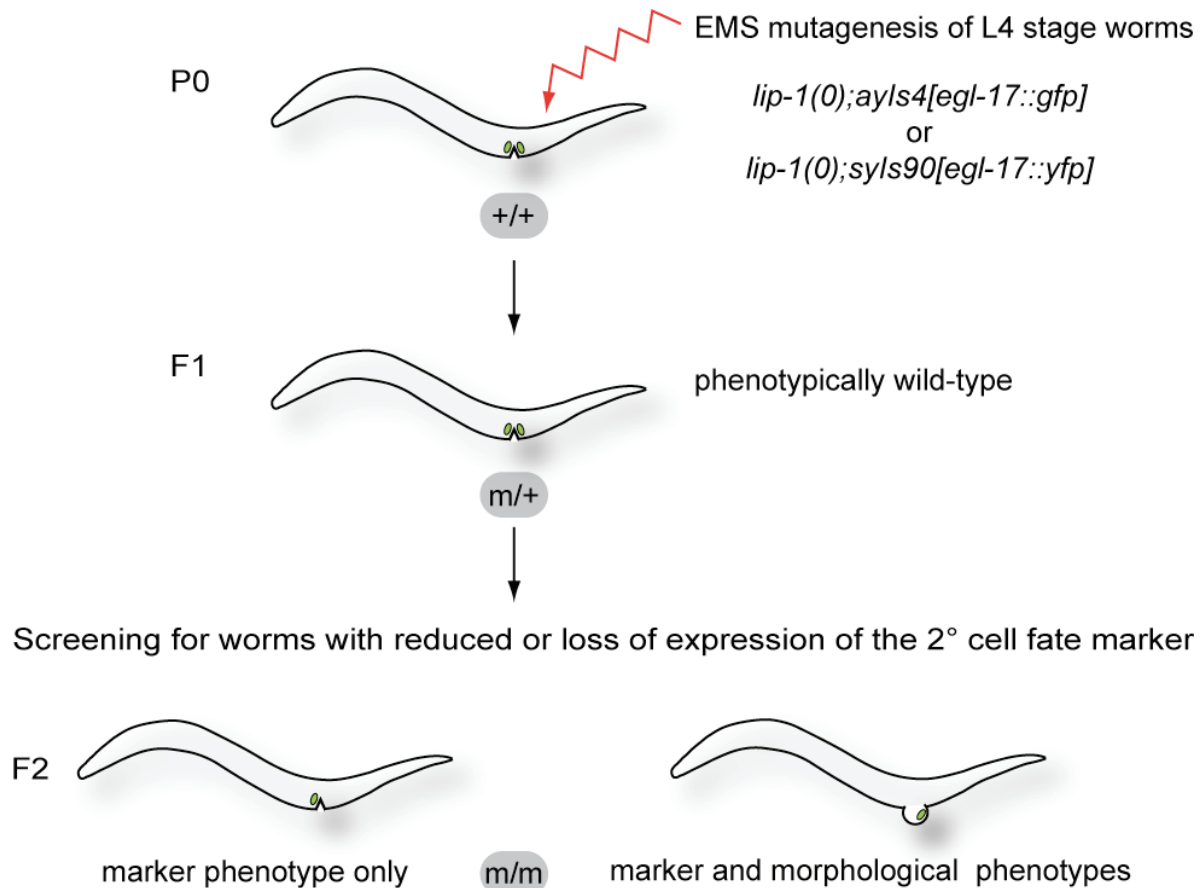 EMS mutagenesis of L4 stage worms
P0
lip-1(0);ayIs4[egl-17::gfp]
or
lip-1(0);syIs90[egl-17::yfp]
+/+
F1
phenotypically wild-type
m/+
Screening for worms with reduced or loss of expression of the 2° cell fate marker
F2
marker phenotype only
m/m
marker and morphological phenotypes